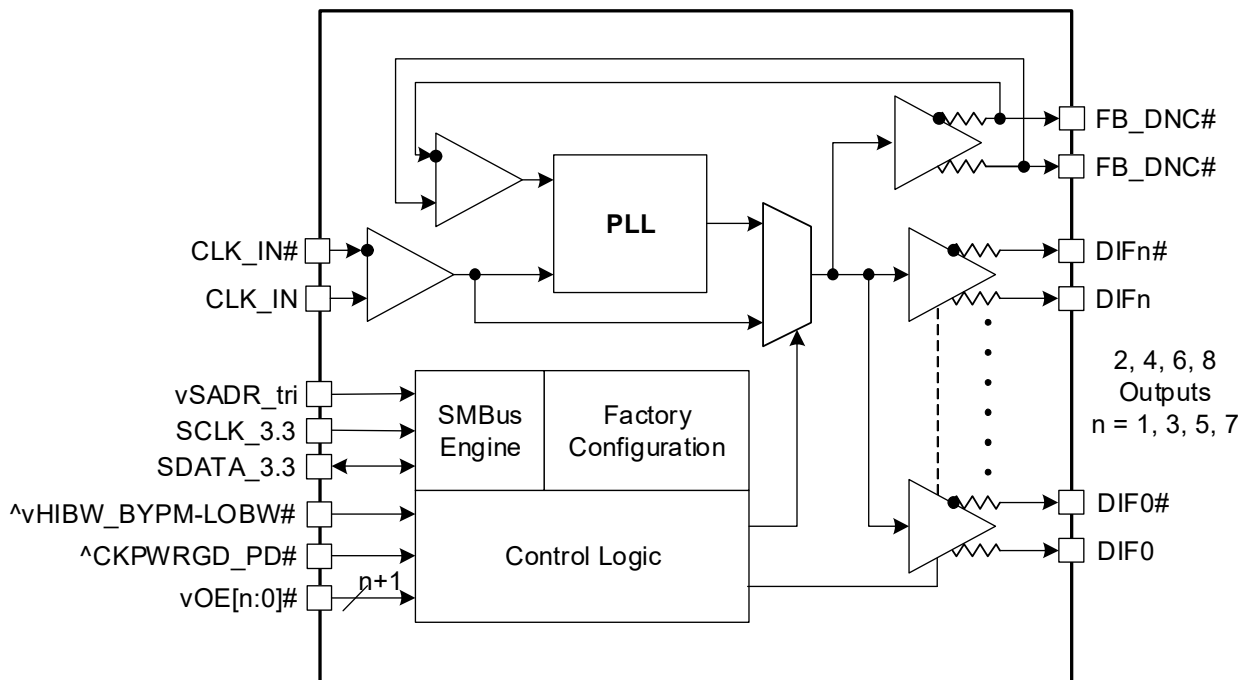 FB_DNC#
FB_DNC#
PLL
CLK_IN#
CLK_IN
DIFn#
DIFn
2, 4, 6, 8
Outputs
n = 1, 3, 5, 7
vSADR_tri
SCLK_3.3
SDATA_3.3
SMBus
Engine
Factory
Configuration
^vHIBW_BYPM-LOBW#
^CKPWRGD_PD#
vOE[n:0]#
n+1
Control Logic
DIF0#
DIF0